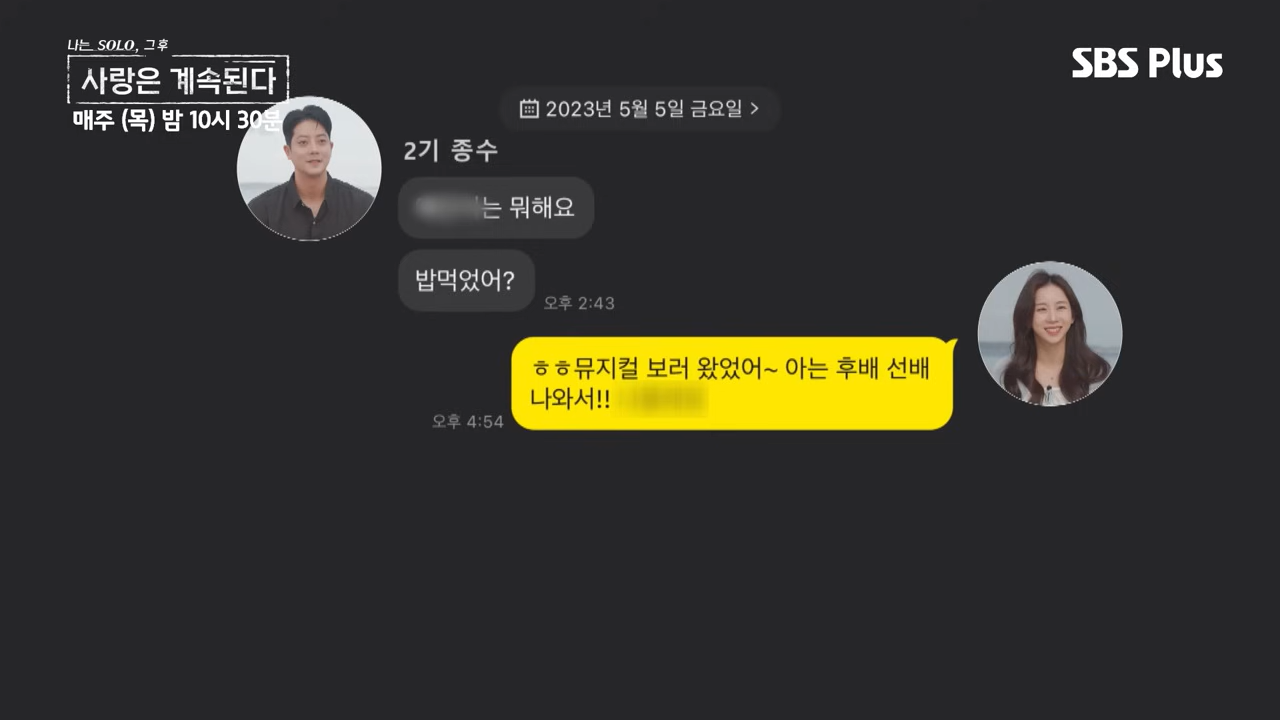 나는 SOLO, 그후
사랑은 계속된다
매주 (목) 밤 10시 30분
SBS Plus
2023년 5월 5일 금요일 >
2기 종수
는 뭐해요
밥먹었어?
오후 2:43
ㅎㅎ뮤지컬 보러 왔었어~ 아는 후배 선배
나와서!!
오후 4:54